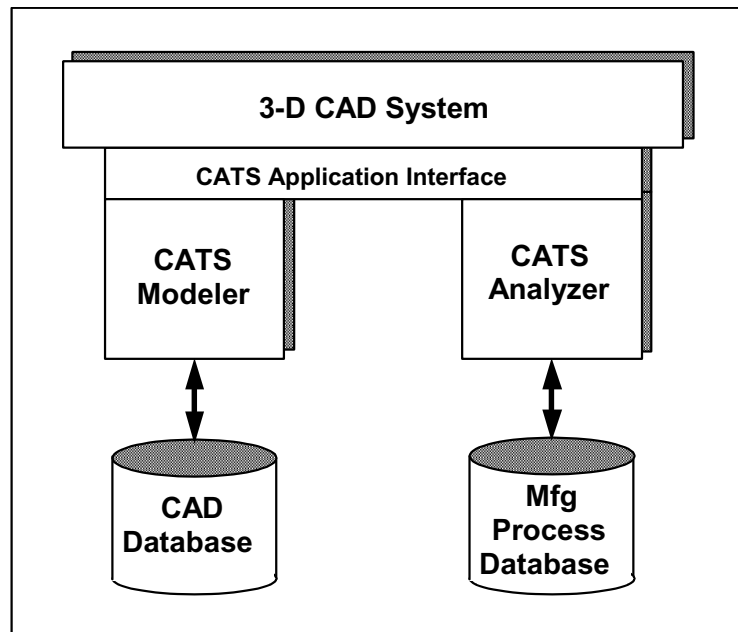 3-D CAD System
CATS Application Interface
CATS
Modeler
CATS
Analyzer
CAD
Database
Mfg
Process
Database